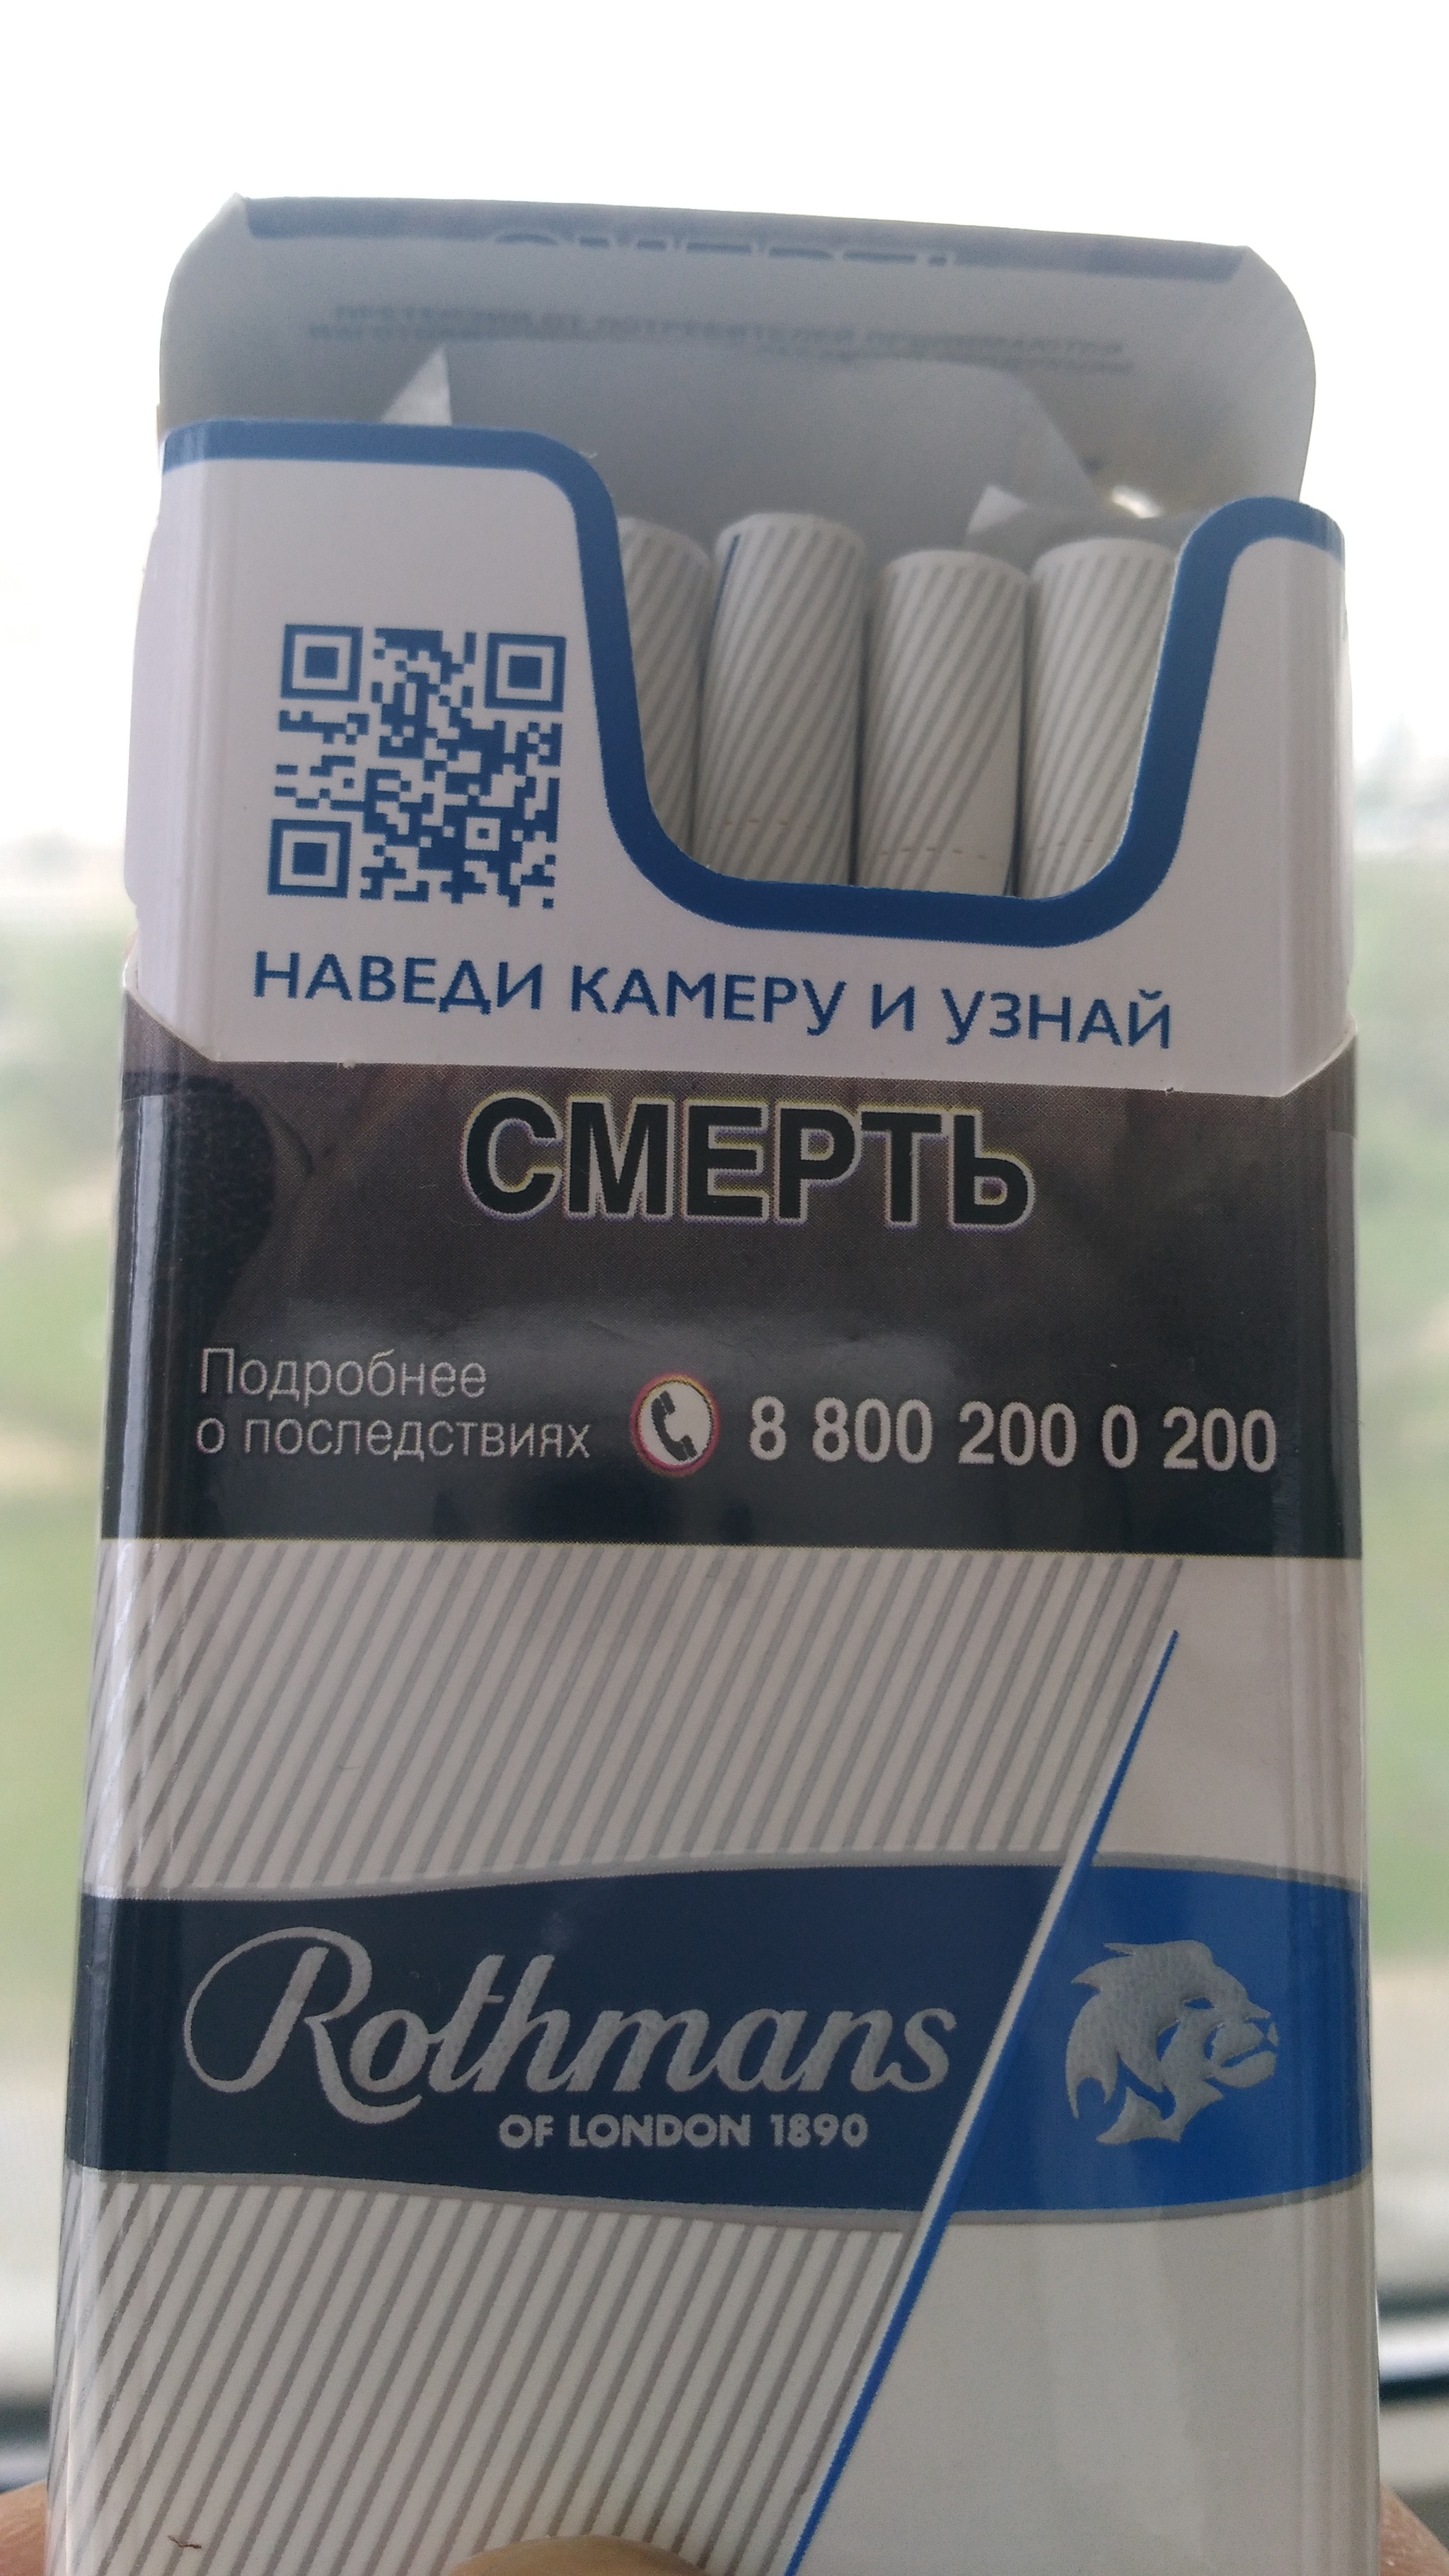 НАВЕДИ КАМЕРУ И УЗНАЙ
СМЕРТЬ
Подробнее
о последствиях
8 800 200 0 200
Rothmans
OF LONDON 1890